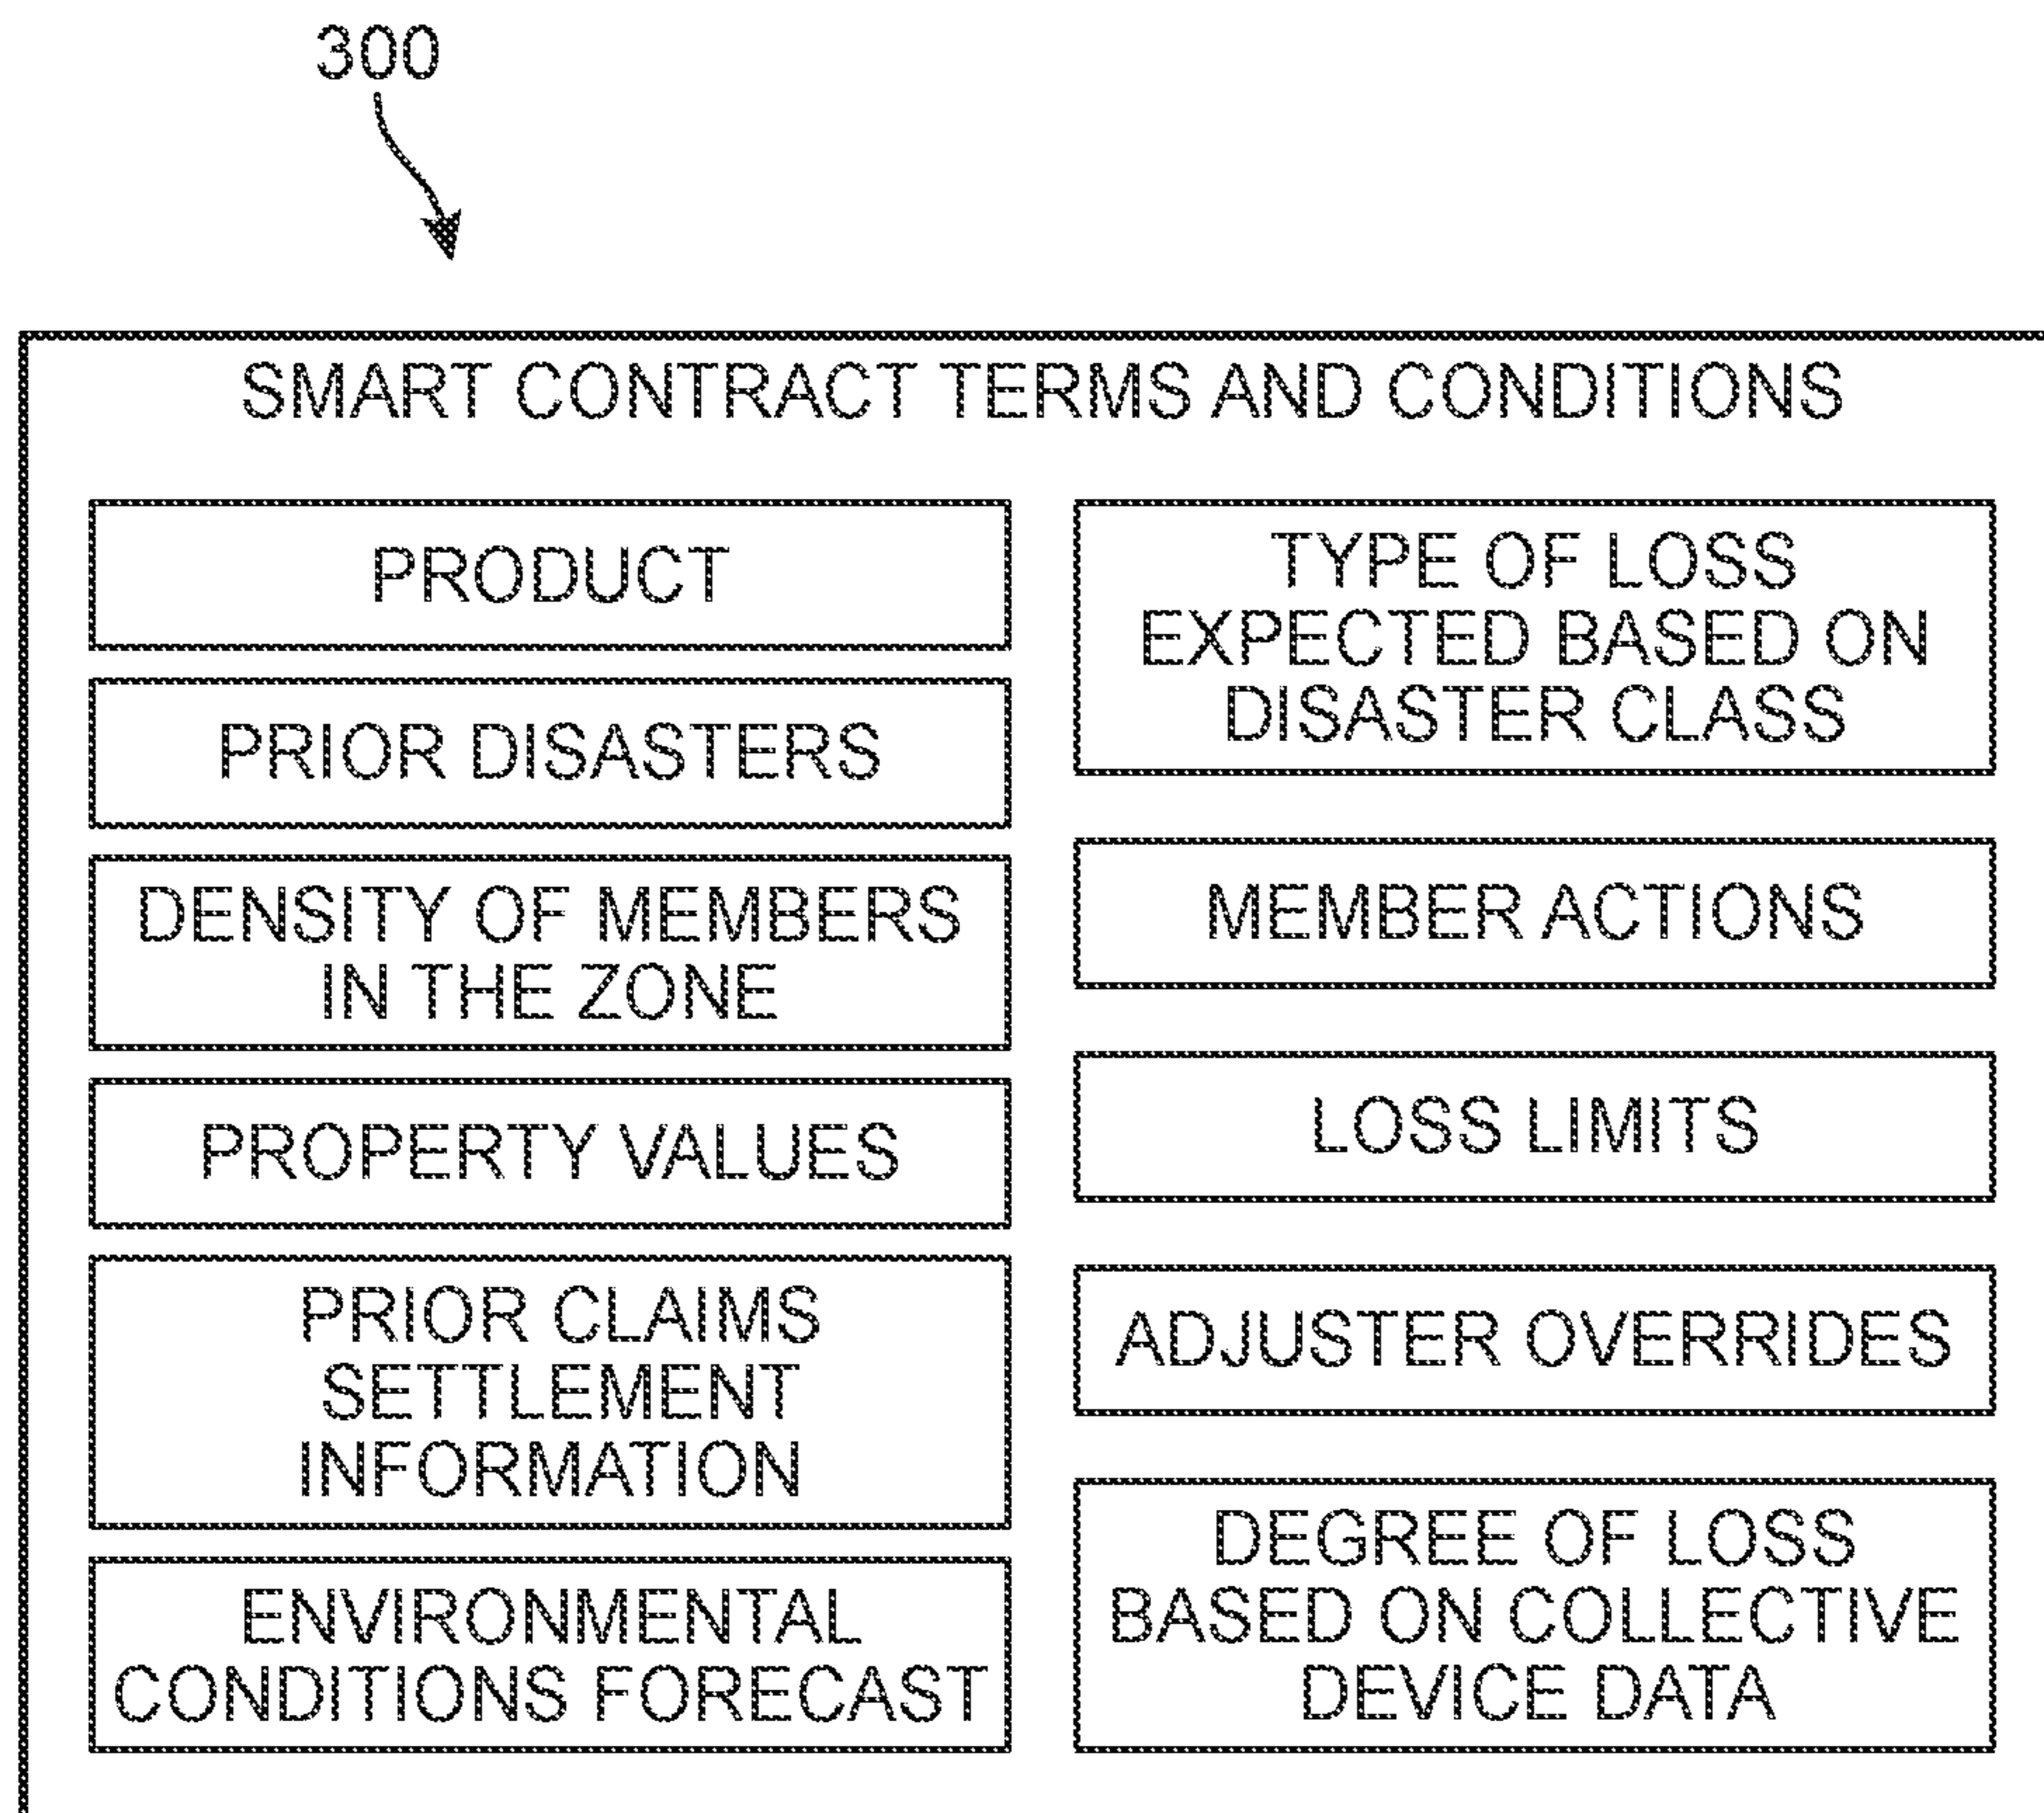 300
SMART CONTRACT TERMS AND CONDITIONS
PRODUCT
PRIOR DISASTERS
DENSITY OF MEMBERS
IN THE ZONE
PROPERTY VALUES
PRIOR CLAIMS
SETTLEMENT
INFORMATION
ENVIRONMENTAL
CONDITIONS FORECAST
TYPE OF LOSS
EXPECTED BASED ON
DISASTER CLASS
MEMBER ACTIONS
LOSS LIMITS
ADJUSTER OVERRIDES
DEGREE OF LOSS
BASED ON COLLECTIVE
DEVICE DATA